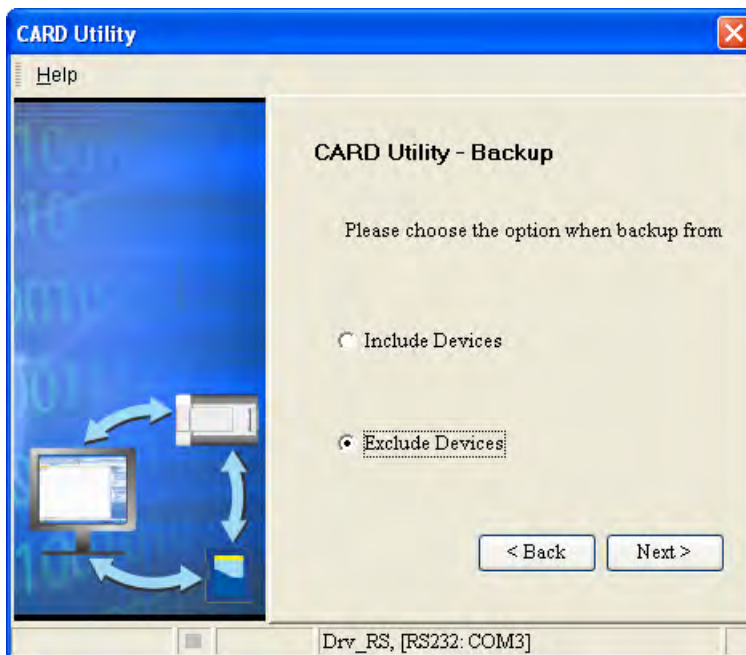 CARD Utility
Help
CARD Utility - Backup
Please choose the option when backup from
Include Devices
Exclude Devices
< Back
Next >
Drv_RS, [RS232: COM3]